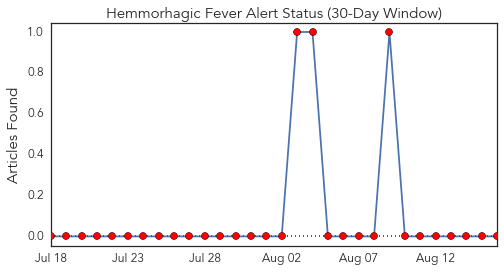 Hemmorhagic Fever Alert Status (30-Day Window)
Articles Found
1.0
0.8
0.6
0.4
0.2
0.0
Jul 18 Jul 23 Jul 28 Aug 02 Aug 07 Aug 12